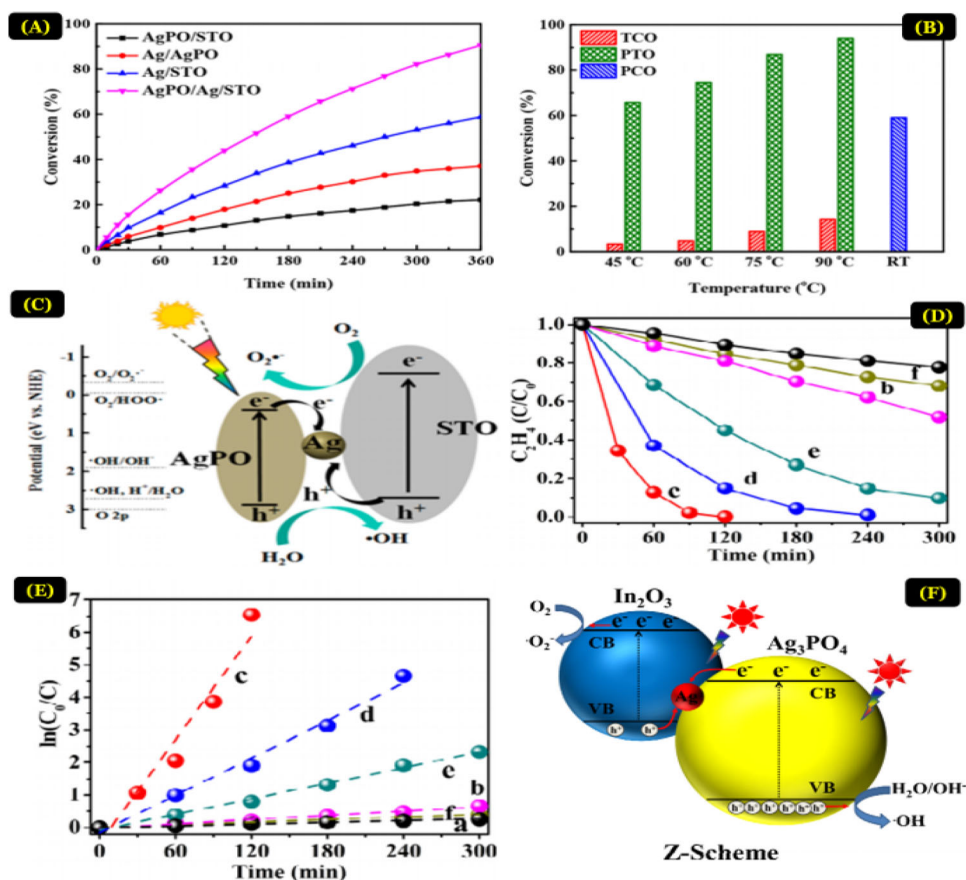 (A)
AgPO/STO
Ag/AgPO
Ag/STO
AgPO/Ag/STO
Conversion (%)
100
80
60
40
20
0
0 60 120 180 240 300 360
Time (min)
(B)
TCO
PTO
PCO
Conversion (%)
100
80
60
40
20
0
45 °C 60 °C 75 °C 90 °C RT
Temperature (°C)
(C)
Potential (eV vs. NHE)
-1
0
1
2
3
O₂/O₂·⁻
O₂/HOO·
·OH/OH⁻
·OH, H⁺/H₂O
O 2p
O₂
O₂•⁻
e⁻
e⁻
e⁻
Ag
AgPO
STO
h⁺
h⁺
h⁺
H₂O
•OH
(D)
C₂H₄ (C/C₀)
1.0
0.8
0.6
0.4
0.2
0.0
f
b
e
d
c
0 60 120 180 240 300
Time (min)
(E)
ln(C₀/C)
7
6
5
4
3
2
1
0
c
d
e
b
f
a
0 60 120 180 240 300
Time (min)
(F)
In₂O₃
O₂
·O₂⁻
e⁻ e⁻ e⁻
CB
VB
h⁺ h⁺
Ag
Ag₃PO₄
e⁻ e⁻ e⁻
CB
VB
h⁺ h⁺ h⁺ h⁺ h⁺ h⁺
H₂O/OH⁻
·OH
Z-Scheme